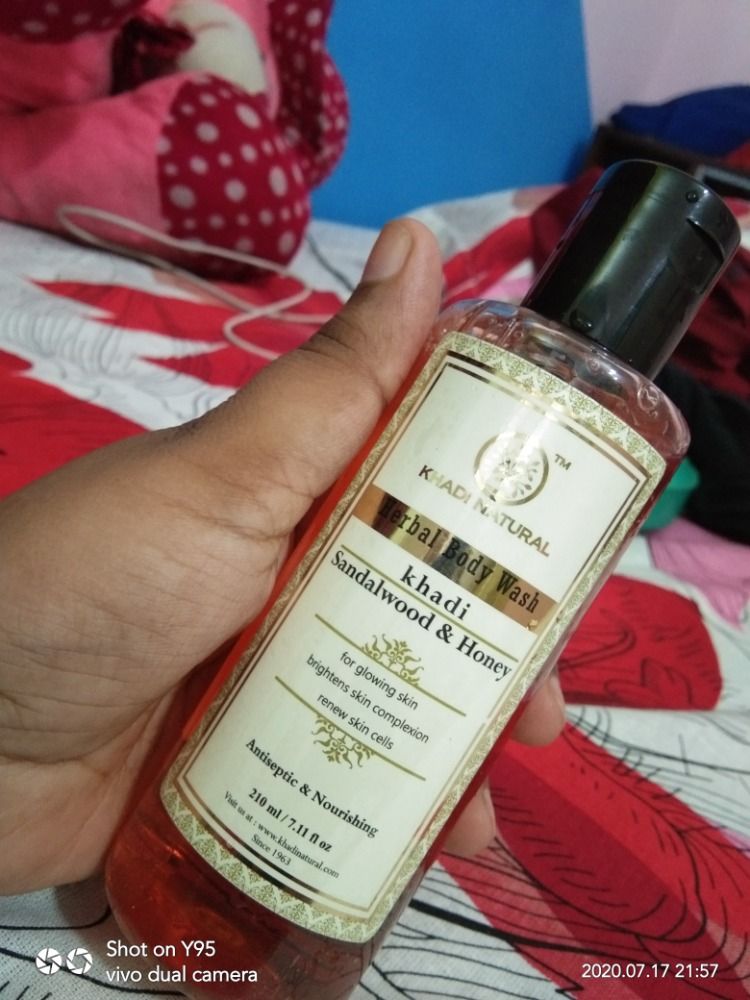 TM
KHADI NATURAL
Herbal Body Wash
khadi
Sandalwood & Honey
for glowing skin
brightens skin complexion
renew skin cells
Antiseptic & Nourishing
210 ml / 7.11 fl oz
Visit us at : www.khadinatural.com
Since 1963
Shot on Y95
vivo dual camera
2020.07.17 21:57